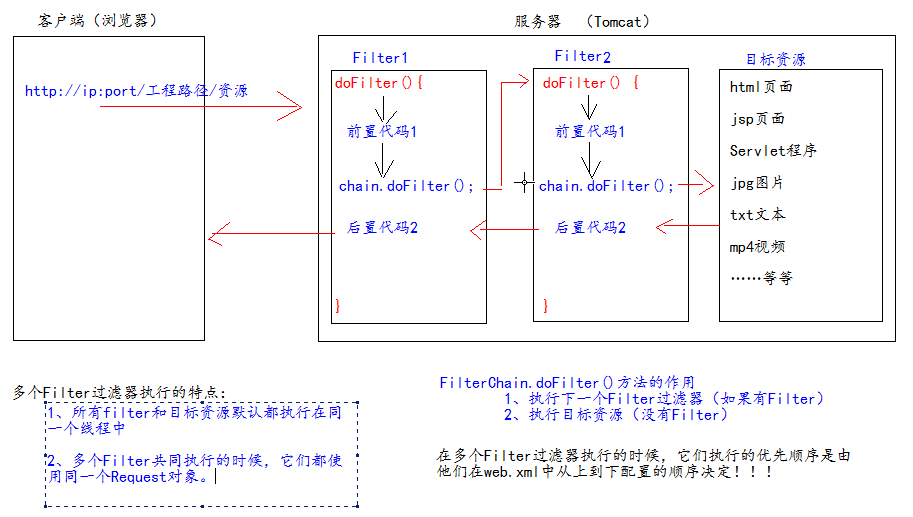 客户端（浏览器）
服务器 （Tomcat）
Filter1
Filter2
目标资源
http://ip:port/工程路径/资源
doFilter(){
前置代码1
chain.doFilter();
后置代码2
}
doFilter() {
前置代码1
chain.doFilter();
后置代码2
}
html页面
jsp页面
Servlet程序
jpg图片
txt文本
mp4视频
……等等
多个Filter过滤器执行的特点：
1、所有filter和目标资源默认都执行在同
一个线程中
2、多个Filter共同执行的时候，它们都使
用同一个Request对象。
FilterChain.doFilter()方法的作用
1、执行下一个Filter过滤器（如果有Filter）
2、执行目标资源（没有Filter）
在多个Filter过滤器执行的时候，它们执行的优先顺序是由
他们在web.xml中从上到下配置的顺序决定！！！